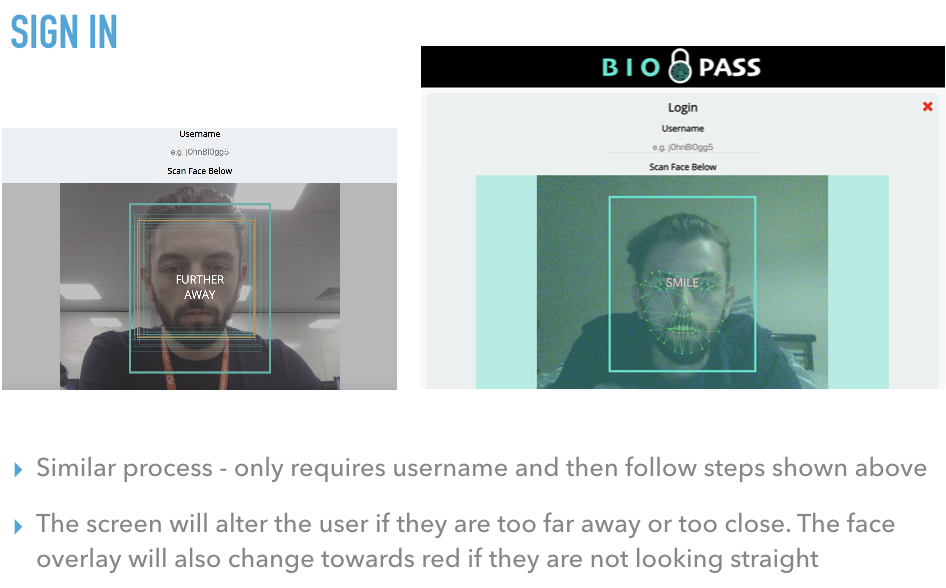 SIGN IN
BIO PASS
Login
Username
e.g. j0hnBl0gg5
Scan Face Below
SMILE
Username
e.g. j0hnBl0gg5
Scan Face Below
FURTHER
AWAY
Similar process - only requires username and then follow steps shown above
The screen will alter the user if they are too far away or too close. The face
overlay will also change towards red if they are not looking straight